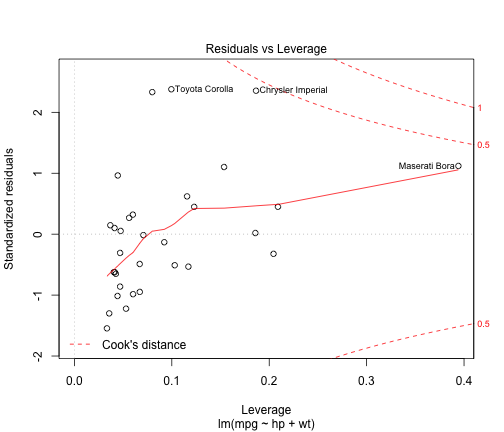 Residuals vs Leverage
Standardized residuals
2
1
0
-1
-2
Toyota Corolla
Chrysler Imperial
Maserati Bora
1
0.5
0.5
Cook's distance
0.0
0.1
0.2
0.3
0.4
Leverage
lm(mpg ~ hp + wt)